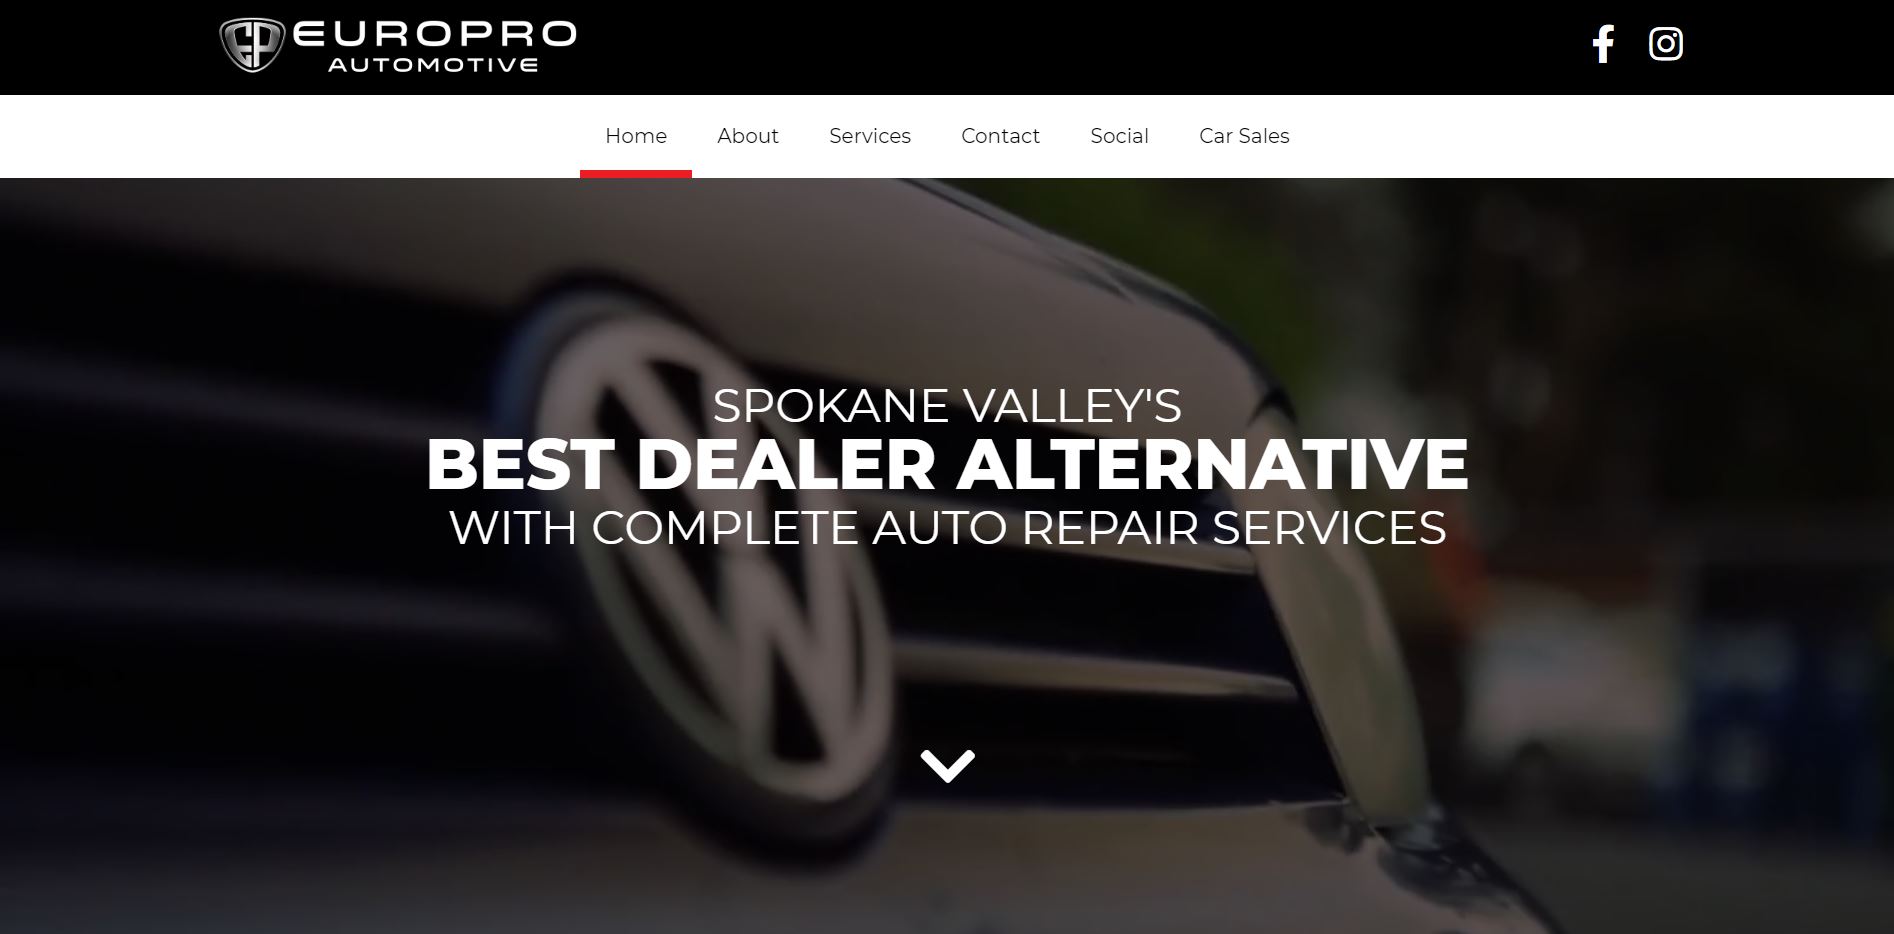 EUROPRO
AUTOMOTIVE
Home About Services Contact Social Car Sales
SPOKANE VALLEY'S
BEST DEALER ALTERNATIVE
WITH COMPLETE AUTO REPAIR SERVICES